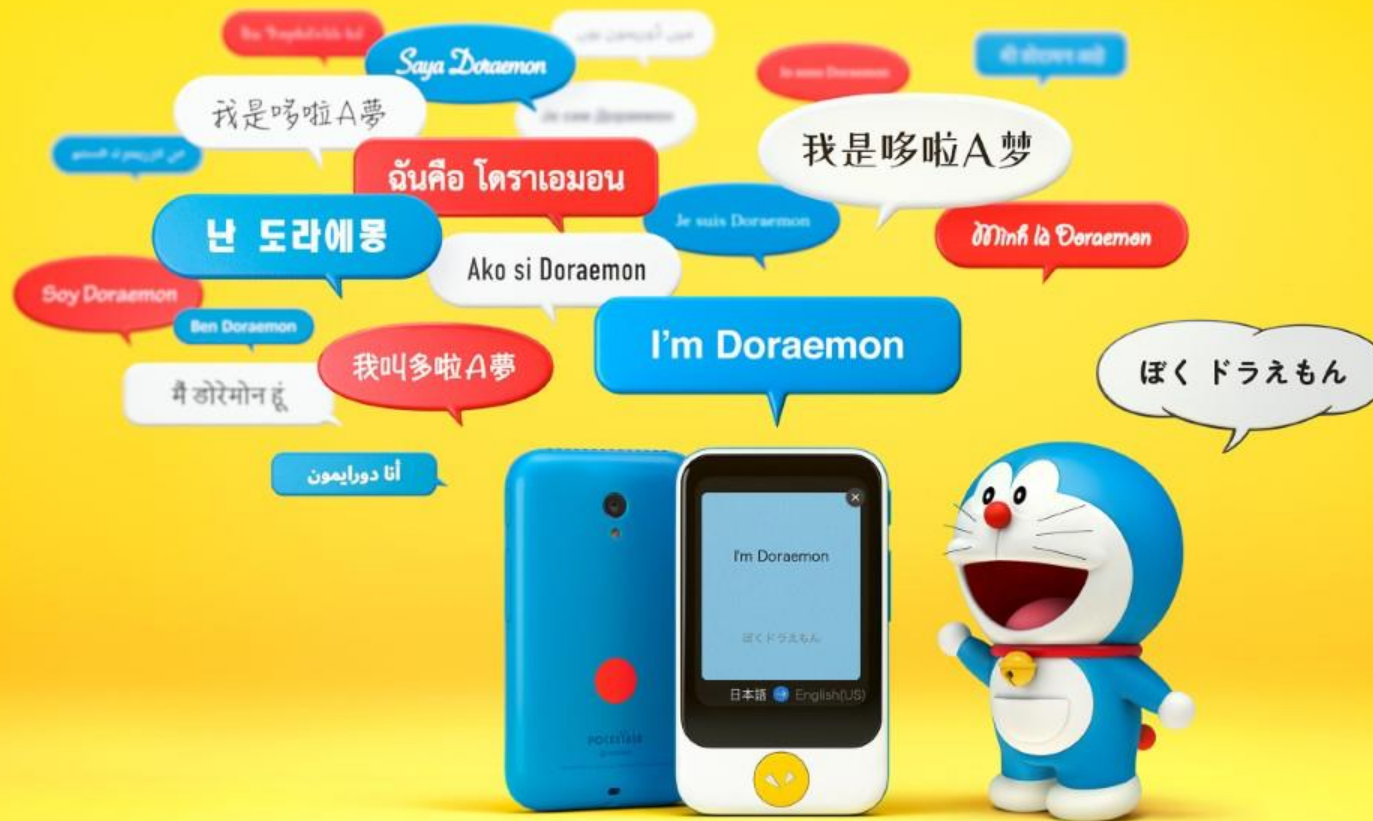 Saya Doraemon
我是哆啦A夢
我是哆啦A梦
ฉันคือ โดราเอมอน
Je suis Doraemon
난 도라에몽
Minh là Doraemon
Ako si Doraemon
Soy Doraemon
Ben Doraemon
I'm Doraemon
我叫多啦A夢
ぼく ドラえもん
मैं डोरेमोन हूं
أنا دورايمون
I'm Doraemon
ぼくドラえもん
日本語 English(US)
POCKETALK